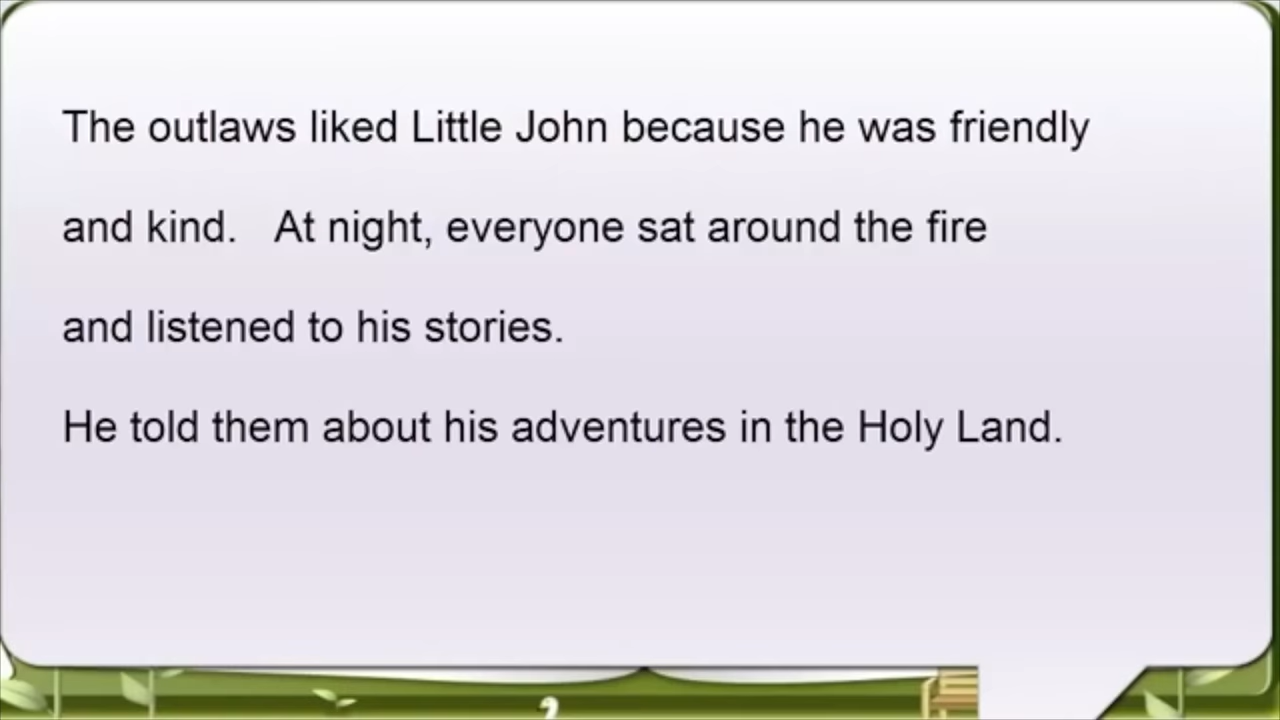 The outlaws liked Little John because he was friendly
and kind.   At night, everyone sat around the fire
and listened to his stories.
He told them about his adventures in the Holy Land.